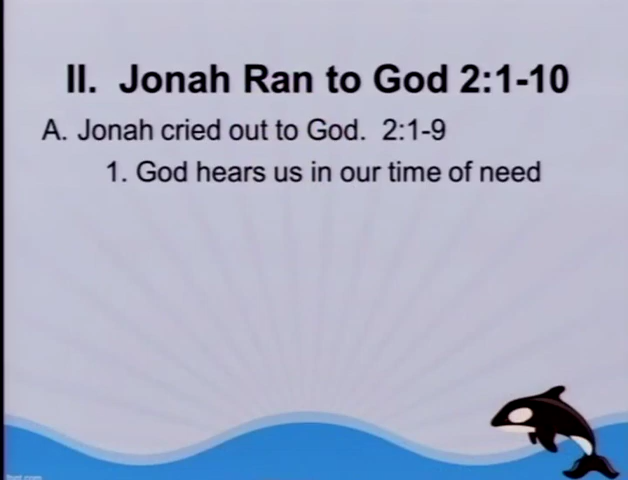 II. Jonah Ran to God 2:1-10
A. Jonah cried out to God. 2:1-9
1. God hears us in our time of need